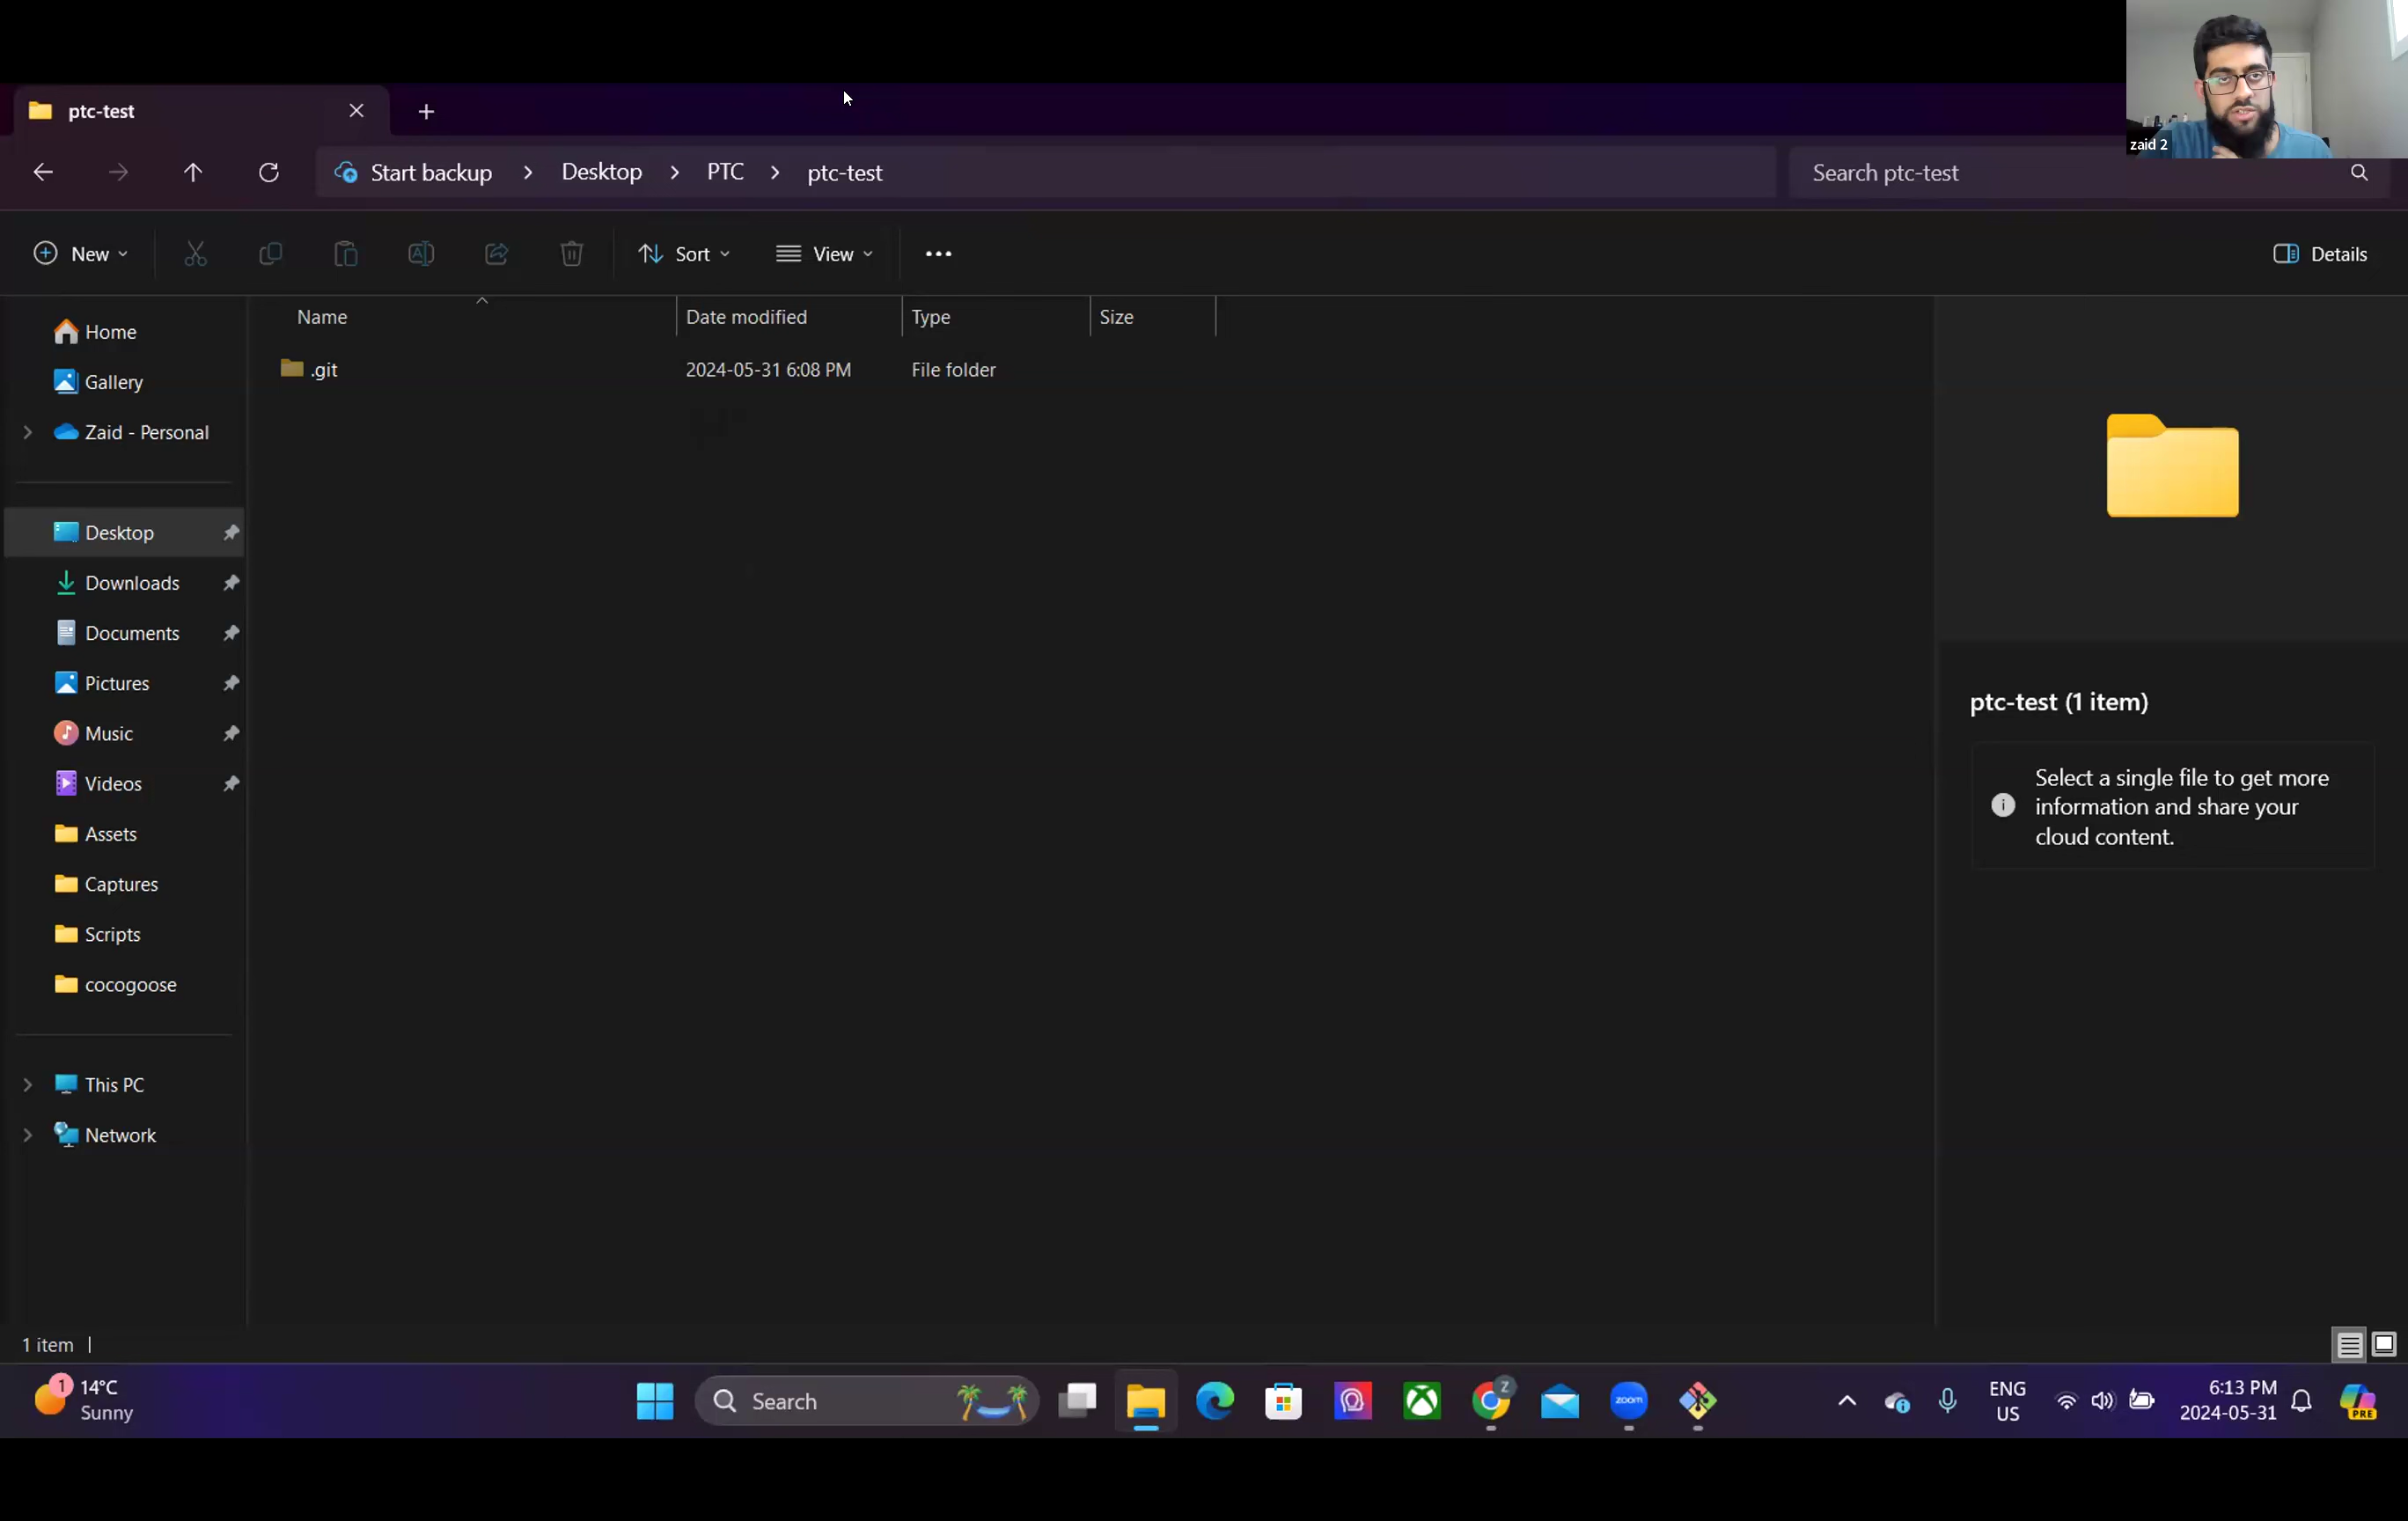 zaid 2
ptc-test
Start backup > Desktop > PTC > ptc-test
Search ptc-test
New
Sort
View
Details
Name Date modified Type Size
.git 2024-05-31 6:08 PM File folder
Home
Gallery
Zaid - Personal
Desktop
Downloads
Documents
Pictures
Music
Videos
Assets
Captures
Scripts
cocogoose
This PC
Network
ptc-test (1 item)
Select a single file to get more
information and share your
cloud content.
1 item
1
14°C
Sunny
Search
Z
zoom
ENG
US
6:13 PM
2024-05-31
PRE